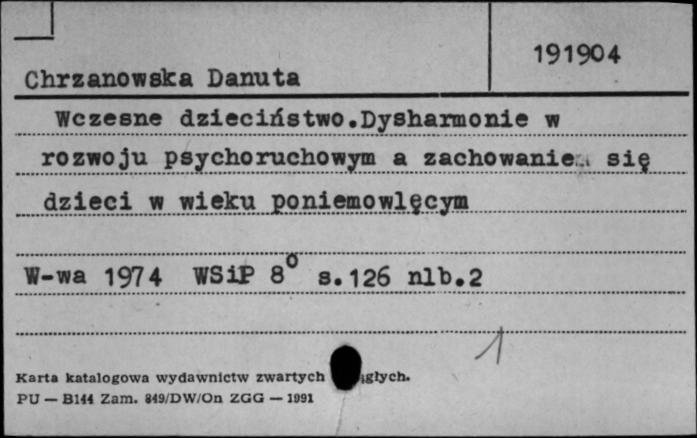 191904
Chrzanowska Danuta
Wczesne dzieciństwo.Dysharmonie w
rozwoju psychoruchowym a zachowanie się
dzieci w wieku poniemowlęcym
W-wa 1974 WSiP 8° s.126 nlb.2
1
Karta katalogowa wydawnictw zwartych
PU — B144 Zam. 849/DW/On ZGG — 1991